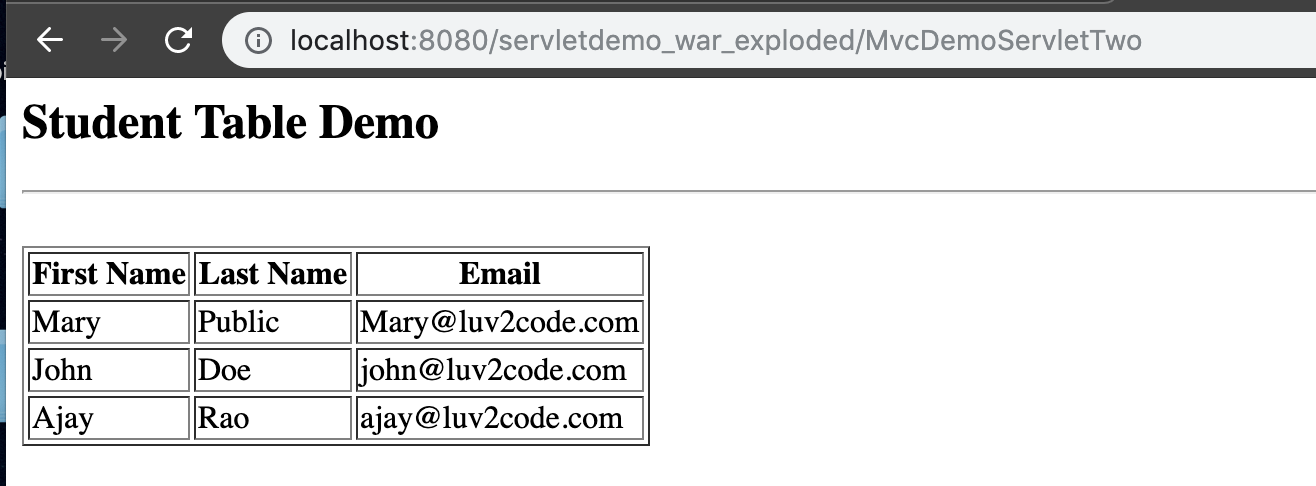 localhost:8080/servletdemo_war_exploded/MvcDemoServletTwo
Student Table Demo
First Name Last Name Email
Mary Public Mary@luv2code.com
John Doe john@luv2code.com
Ajay Rao ajay@luv2code.com